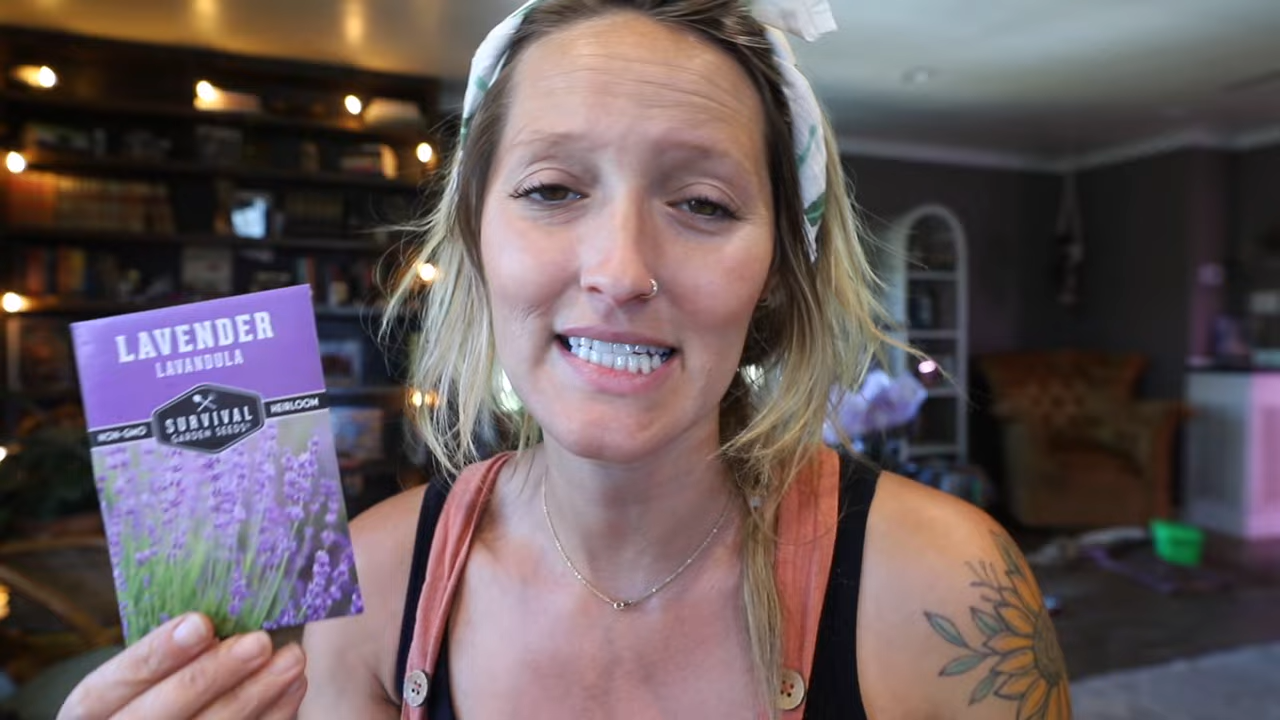 LAVENDER
LAVANDULA
SURVIVAL
GARDEN SEEDS®
NON-GMO
HEIRLOOM